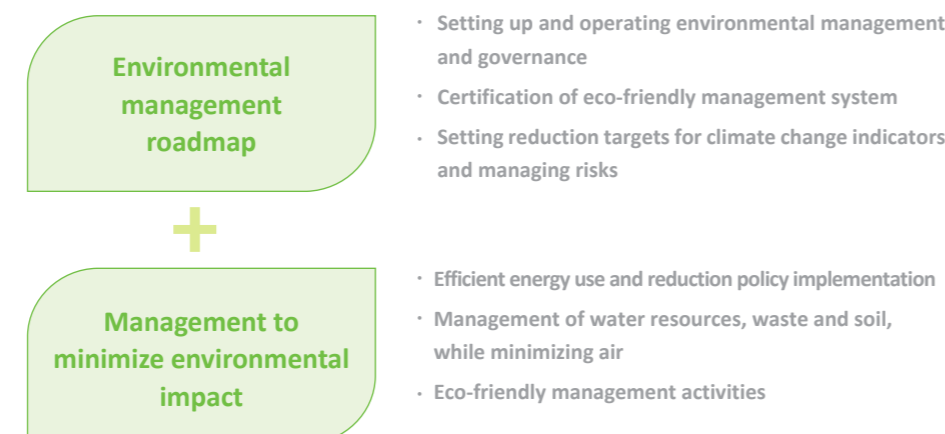 Environmental
management
roadmap
· Setting up and operating environmental management
and governance
· Certification of eco-friendly management system
· Setting reduction targets for climate change indicators
and managing risks
+
Management to
minimize environmental
impact
· Efficient energy use and reduction policy implementation
· Management of water resources, waste and soil,
while minimizing air
· Eco-friendly management activities